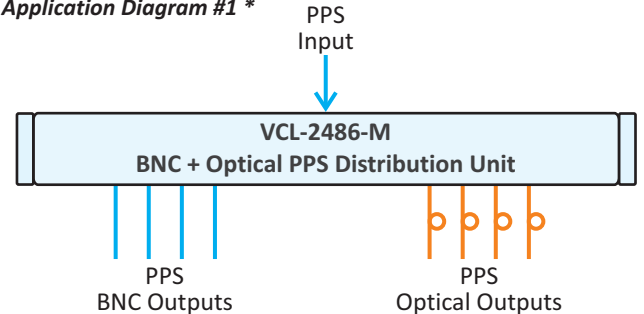 Application Diagram #1 *
PPS
Input
VCL-2486-M
BNC + Optical PPS Distribution Unit
PPS
BNC Outputs
PPS
Optical Outputs